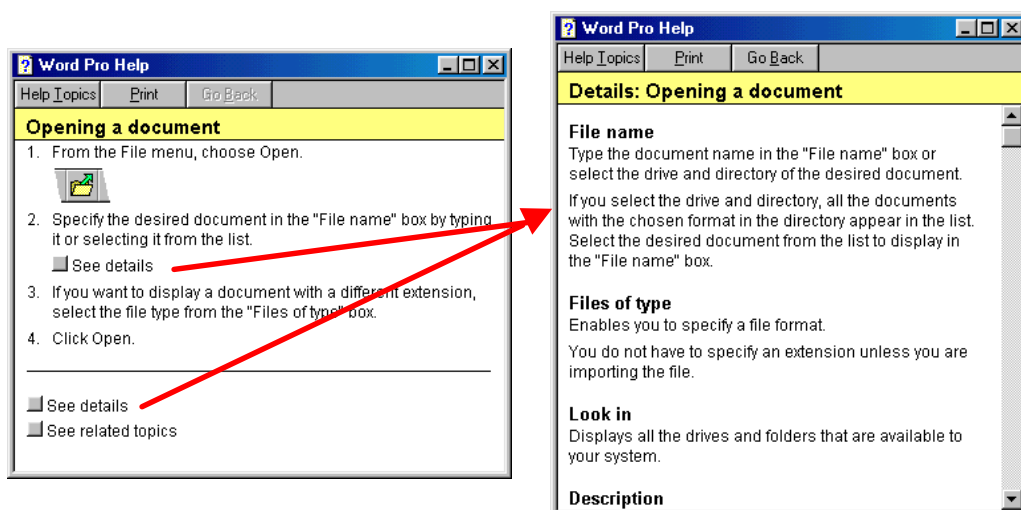 Word Pro Help
Help Topics Print Go Back
Opening a document
1. From the File menu, choose Open.
2. Specify the desired document in the "File name" box by typing
it or selecting it from the list.
See details
3. If you want to display a document with a different extension,
select the file type from the "Files of type" box.
4. Click Open.
See details
See related topics
Word Pro Help
Help Topics Print Go Back
Details: Opening a document
File name
Type the document name in the "File name" box or
select the drive and directory of the desired document.
If you select the drive and directory, all the documents
with the chosen format in the directory appear in the list.
Select the desired document from the list to display in
the "File name" box.
Files of type
Enables you to specify a file format.
You do not have to specify an extension unless you are
importing the file.
Look in
Displays all the drives and folders that are available to
your system.
Description